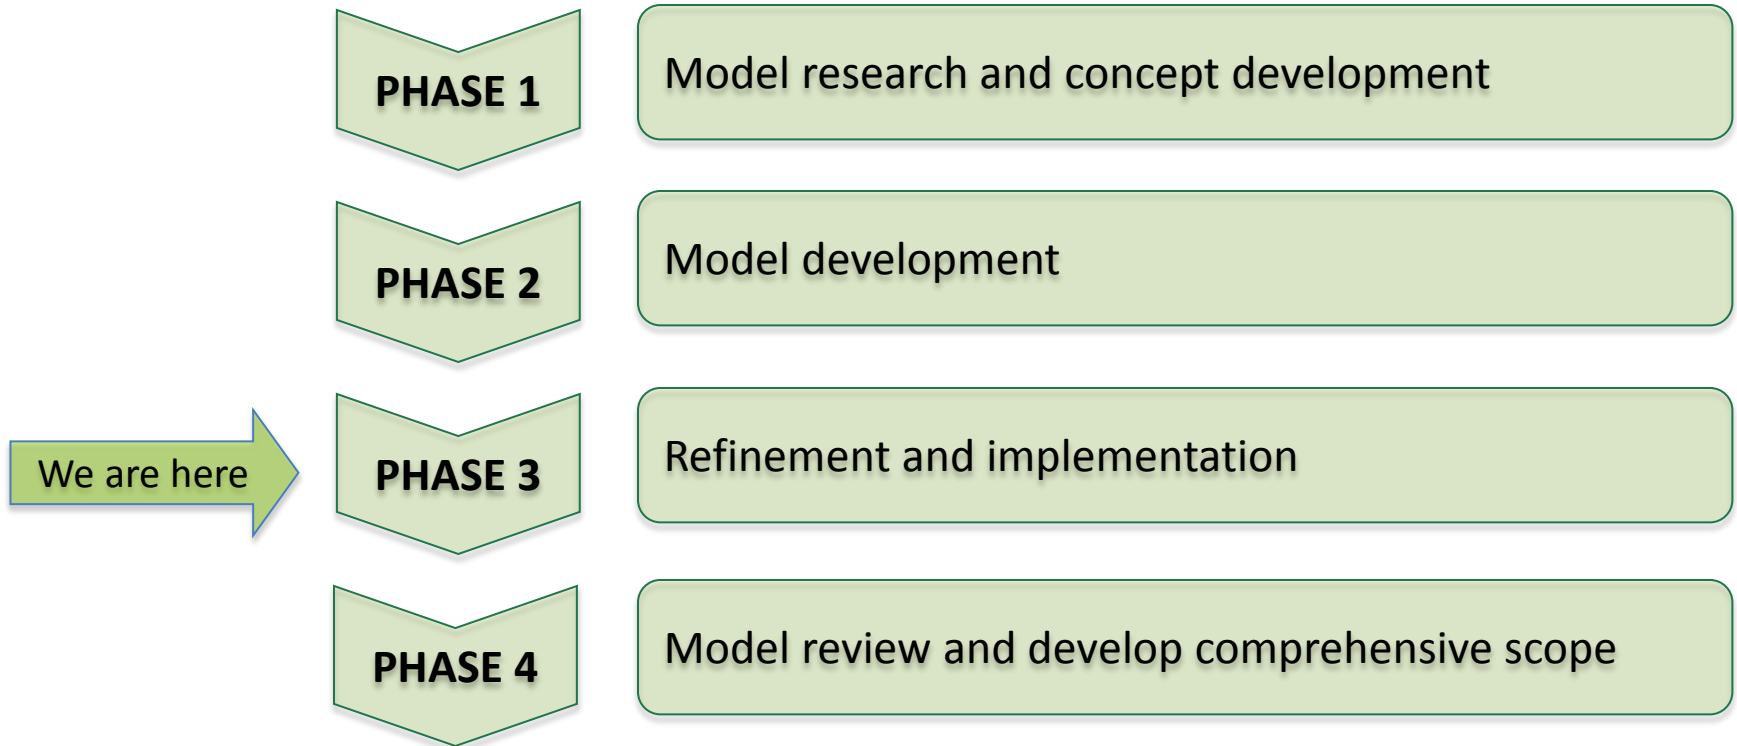 PHASE 1
Model research and concept development
PHASE 2
Model development
We are here
PHASE 3
Refinement and implementation
PHASE 4
Model review and develop comprehensive scope